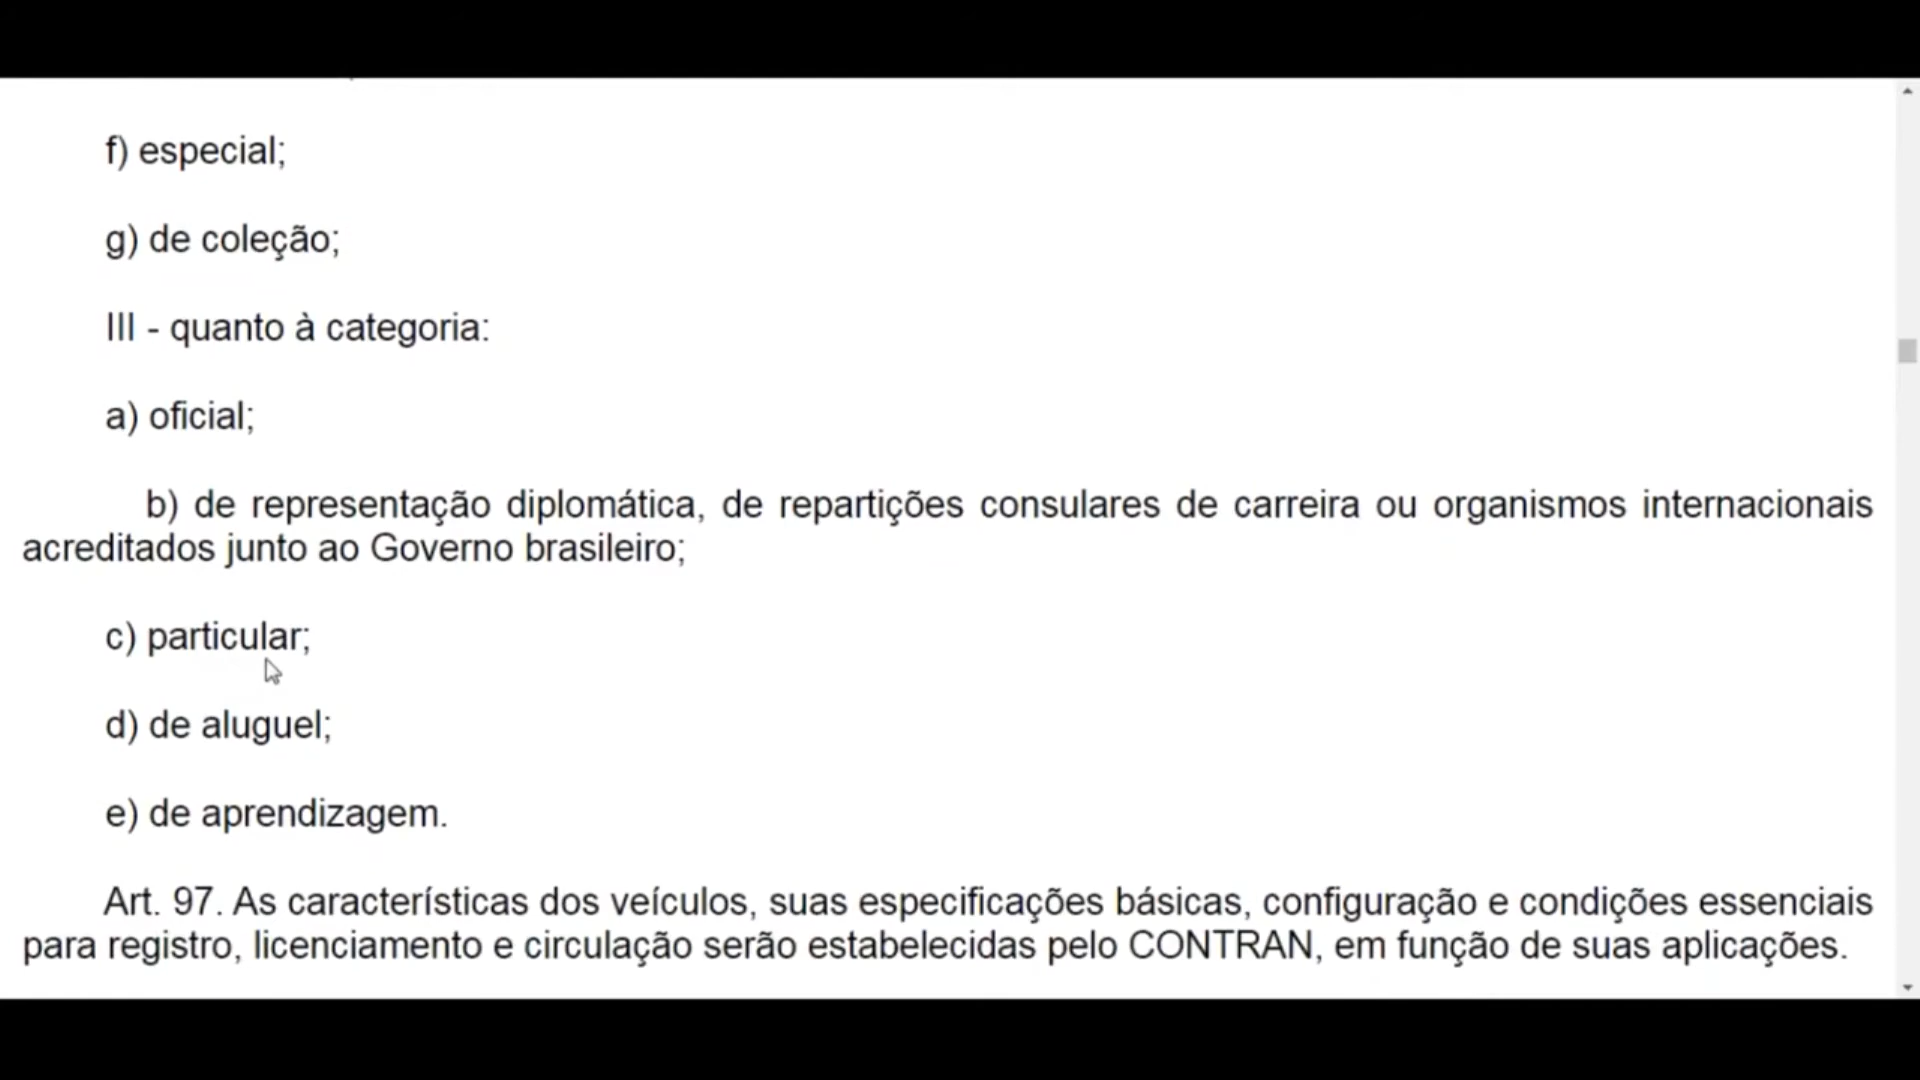 f) especial;
g) de coleção;
III - quanto à categoria:
a) oficial;
b) de representação diplomática, de repartições consulares de carreira ou organismos internacionais
acreditados junto ao Governo brasileiro;
c) particular;
d) de aluguel;
e) de aprendizagem.
Art. 97. As características dos veículos, suas especificações básicas, configuração e condições essenciais
para registro, licenciamento e circulação serão estabelecidas pelo CONTRAN, em função de suas aplicações.